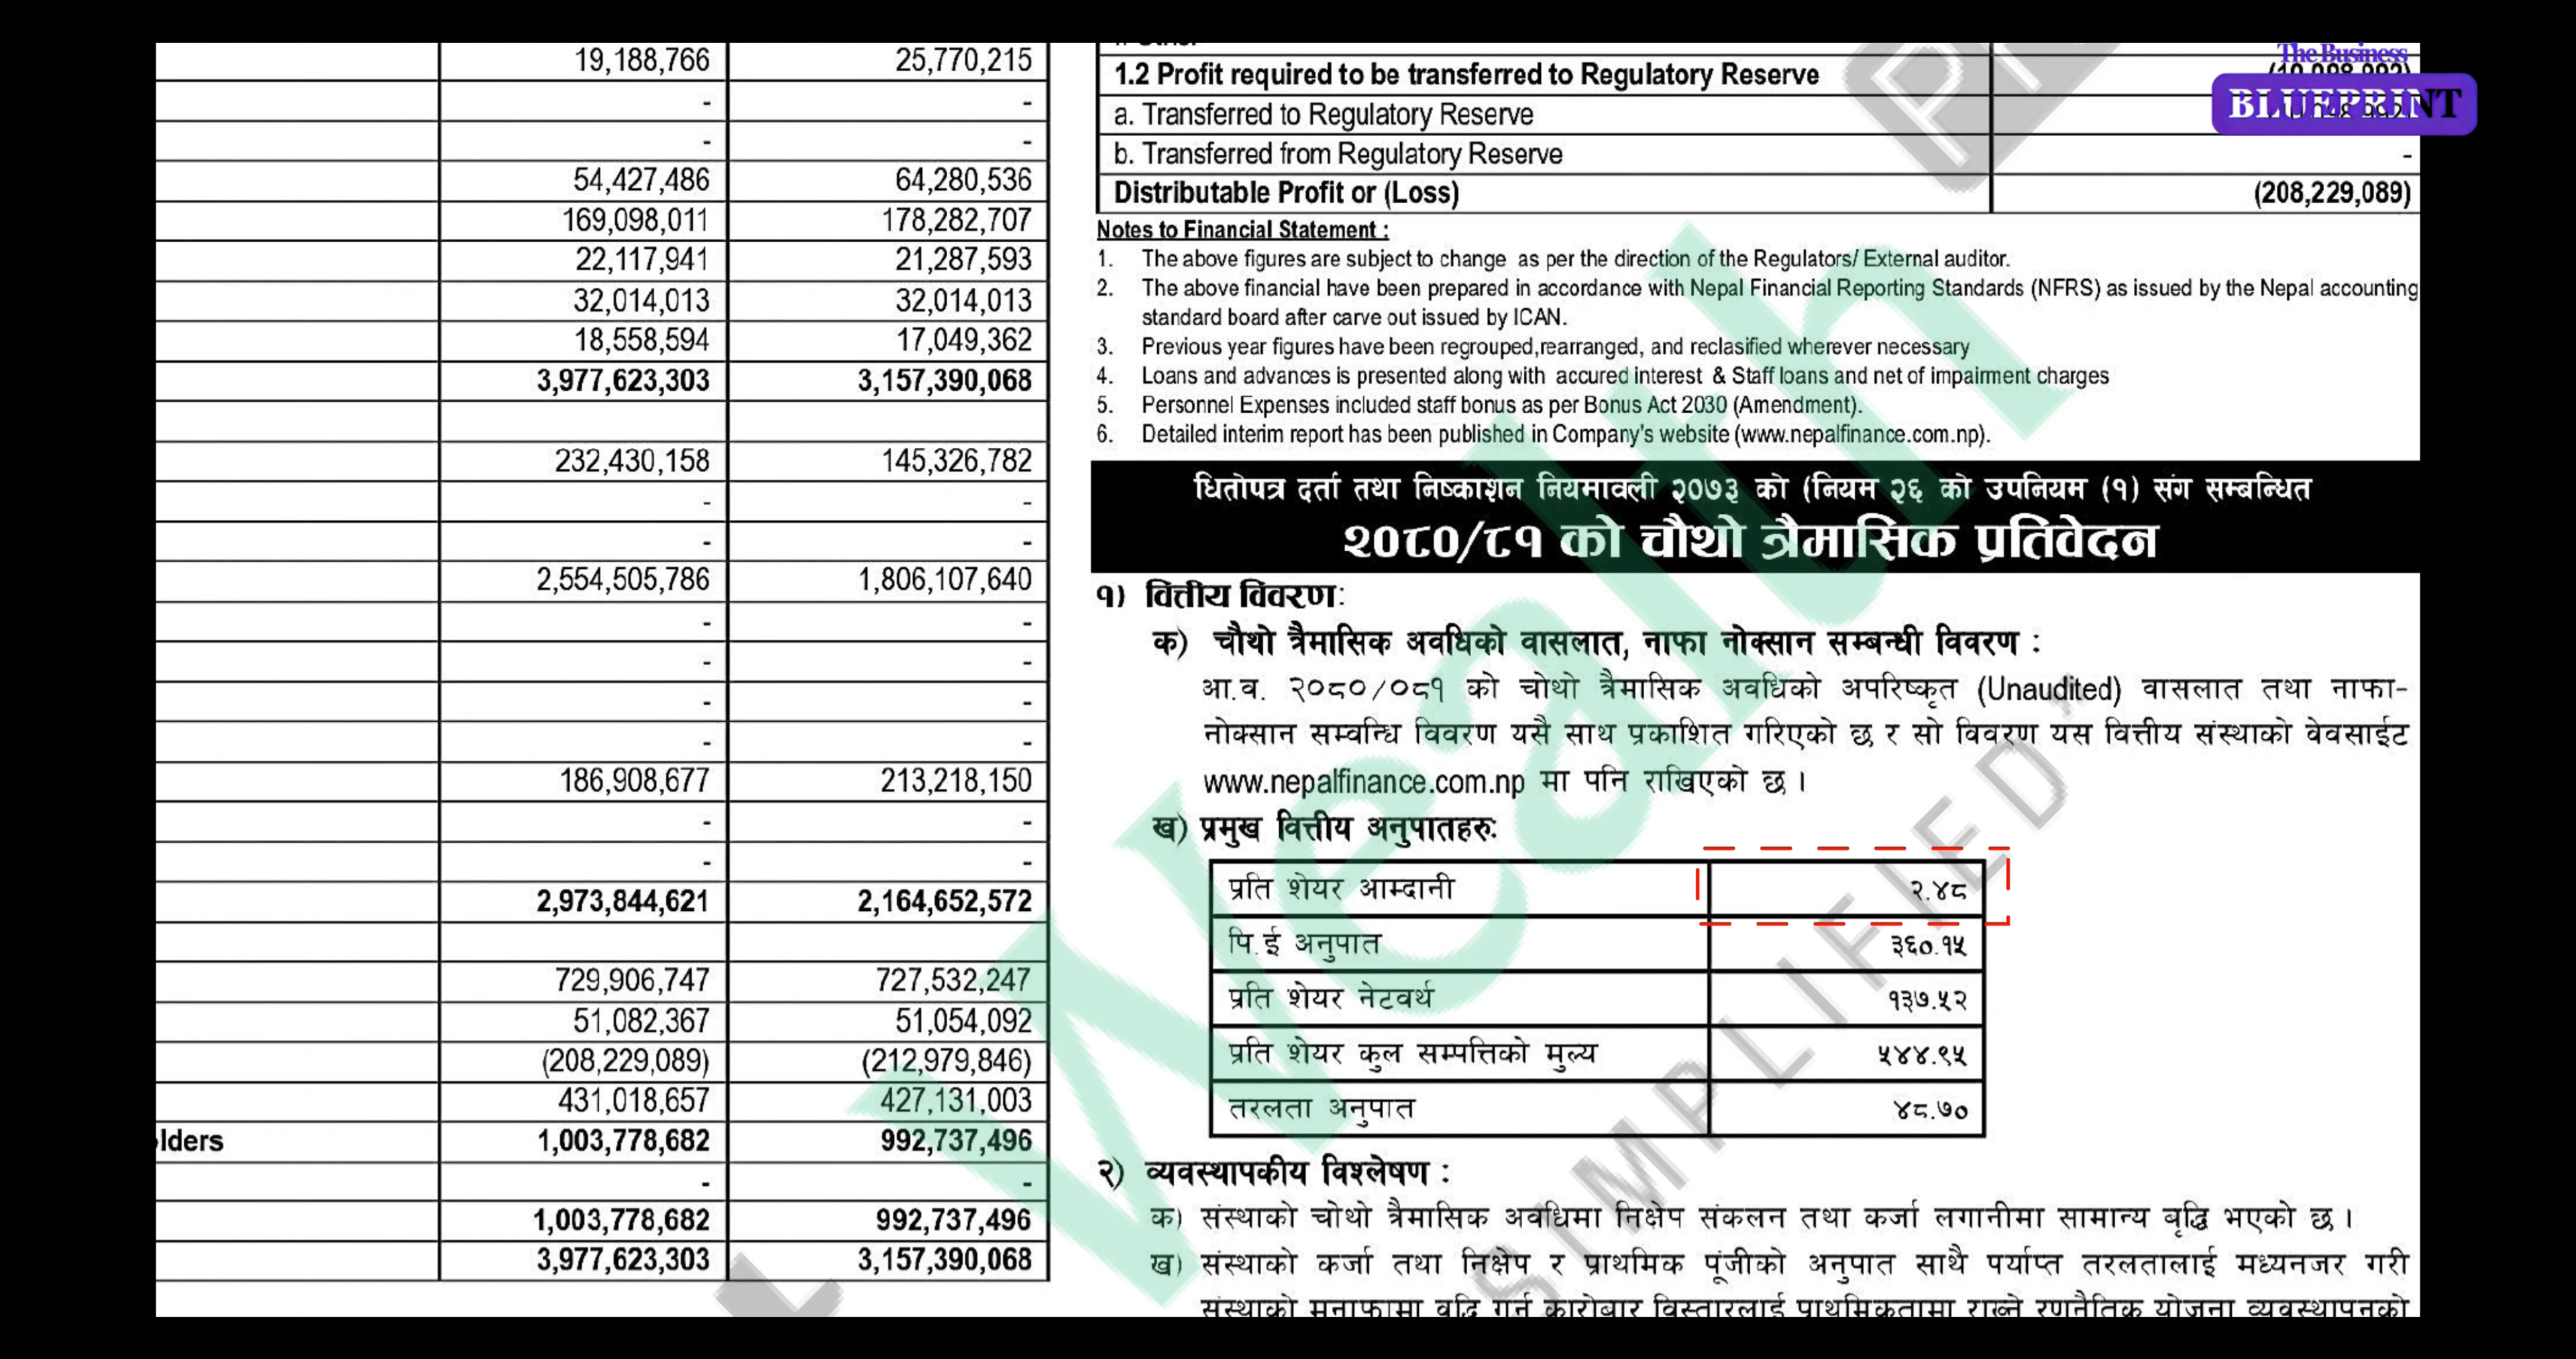 19,188,766 25,770,215
- -
- -
54,427,486 64,280,536
169,098,011 178,282,707
22,117,941 21,287,593
32,014,013 32,014,013
18,558,594 17,049,362
3,977,623,303 3,157,390,068
232,430,158 145,326,782
- -
- -
2,554,505,786 1,806,107,640
- -
- -
- -
- -
186,908,677 213,218,150
- -
- -
2,973,844,621 2,164,652,572
729,906,747 727,532,247
51,082,367 51,054,092
(208,229,089) (212,979,846)
431,018,657 427,131,003
lders 1,003,778,682 992,737,496
- -
1,003,778,682 992,737,496
3,977,623,303 3,157,390,068
The Business
BLUEPRINT
1.2 Profit required to be transferred to Regulatory Reserve
a. Transferred to Regulatory Reserve
b. Transferred from Regulatory Reserve -
Distributable Profit or (Loss) (208,229,089)
Notes to Financial Statement :
1. The above figures are subject to change as per the direction of the Regulators/ External auditor.
2. The above financial have been prepared in accordance with Nepal Financial Reporting Standards (NFRS) as issued by the Nepal accounting
standard board after carve out issued by ICAN.
3. Previous year figures have been regrouped,rearranged, and reclasified wherever necessary
4. Loans and advances is presented along with accured interest & Staff loans and net of impairment charges
5. Personnel Expenses included staff bonus as per Bonus Act 2030 (Amendment).
6. Detailed interim report has been published in Company's website (www.nepalfinance.com.np).
धितोपत्र दर्ता तथा निष्काशन नियमावली २०७३ को (नियम २६ को उपनियम (१) संग सम्बन्धित
२०८०/८१ को चौथो त्रैमासिक प्रतिवेदन
१) वित्तीय विवरण:
क) चौथो त्रैमासिक अवधिको वासलात, नाफा नोक्सान सम्बन्धी विवरण :
आ.व. २०८०/०८१ को चोथो त्रैमासिक अवधिको अपरिष्कृत (Unaudited) वासलात तथा नाफा-
नोक्सान सम्वन्धि विवरण यसै साथ प्रकाशित गरिएको छ र सो विवरण यस वित्तीय संस्थाको वेवसाईट
www.nepalfinance.com.np मा पनि राखिएको छ ।
ख) प्रमुख वित्तीय अनुपातहरु:
प्रति शेयर आम्दानी २.४८
पि.ई अनुपात ३६०.१५
प्रति शेयर नेटवर्थ १३७.५२
प्रति शेयर कुल सम्पत्तिको मुल्य ५४४.९५
तरलता अनुपात ४८.७०
२) व्यवस्थापकीय विश्लेषण :
क) संस्थाको चोथो त्रैमासिक अवधिमा निक्षेप संकलन तथा कर्जा लगानीमा सामान्य बृद्धि भएको छ ।
ख) संस्थाको कर्जा तथा निक्षेप र प्राथमिक पूंजीको अनुपात साथै पर्याप्त तरलतालाई मध्यनजर गरी
संस्थाको मुनाफामा वृद्धि गर्न कारोबार विस्तारलाई प्राथमिकतामा राख्ने रणनैतिक योजना व्यवस्थापनको
Wealth
SIMPLIFIED